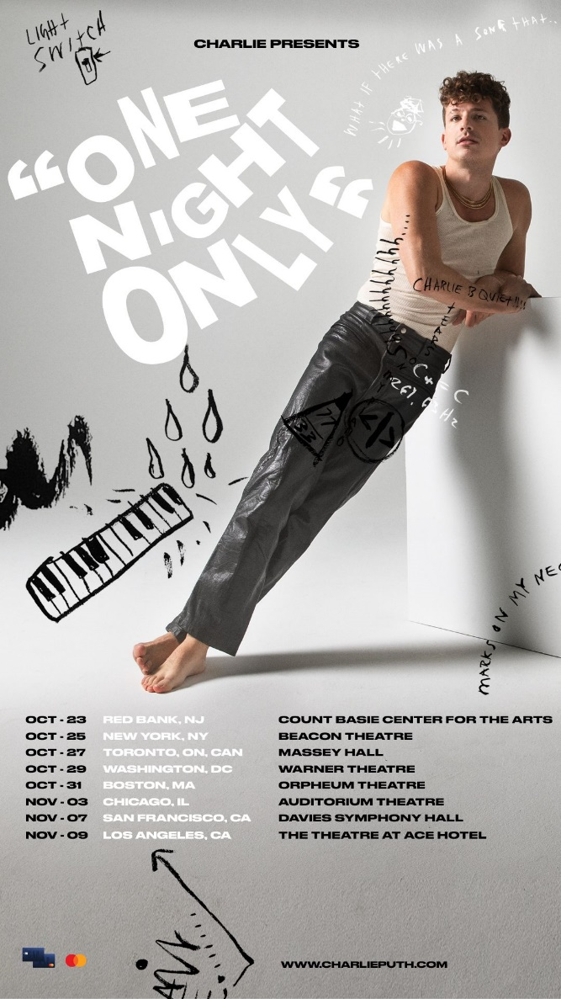 LIGHT
SWITCH
CHARLIE PRESENTS
WHAT IF THERE WAS A SONG THAT..
“ONE
NIGHT
ONLY“
CHARLIE B QUIET!!!!
TEARS
C+ = C
261.63Hz
77
33
<|>
MARKS ON MY NEC
OCT - 23 RED BANK, NJ COUNT BASIE CENTER FOR THE ARTS
OCT - 25 NEW YORK, NY BEACON THEATRE
OCT - 27 TORONTO, ON, CAN MASSEY HALL
OCT - 29 WASHINGTON, DC WARNER THEATRE
OCT - 31 BOSTON, MA ORPHEUM THEATRE
NOV - 03 CHICAGO, IL AUDITORIUM THEATRE
NOV - 07 SAN FRANCISCO, CA DAVIES SYMPHONY HALL
NOV - 09 LOS ANGELES, CA THE THEATRE AT ACE HOTEL
WWW.CHARLIEPUTH.COM